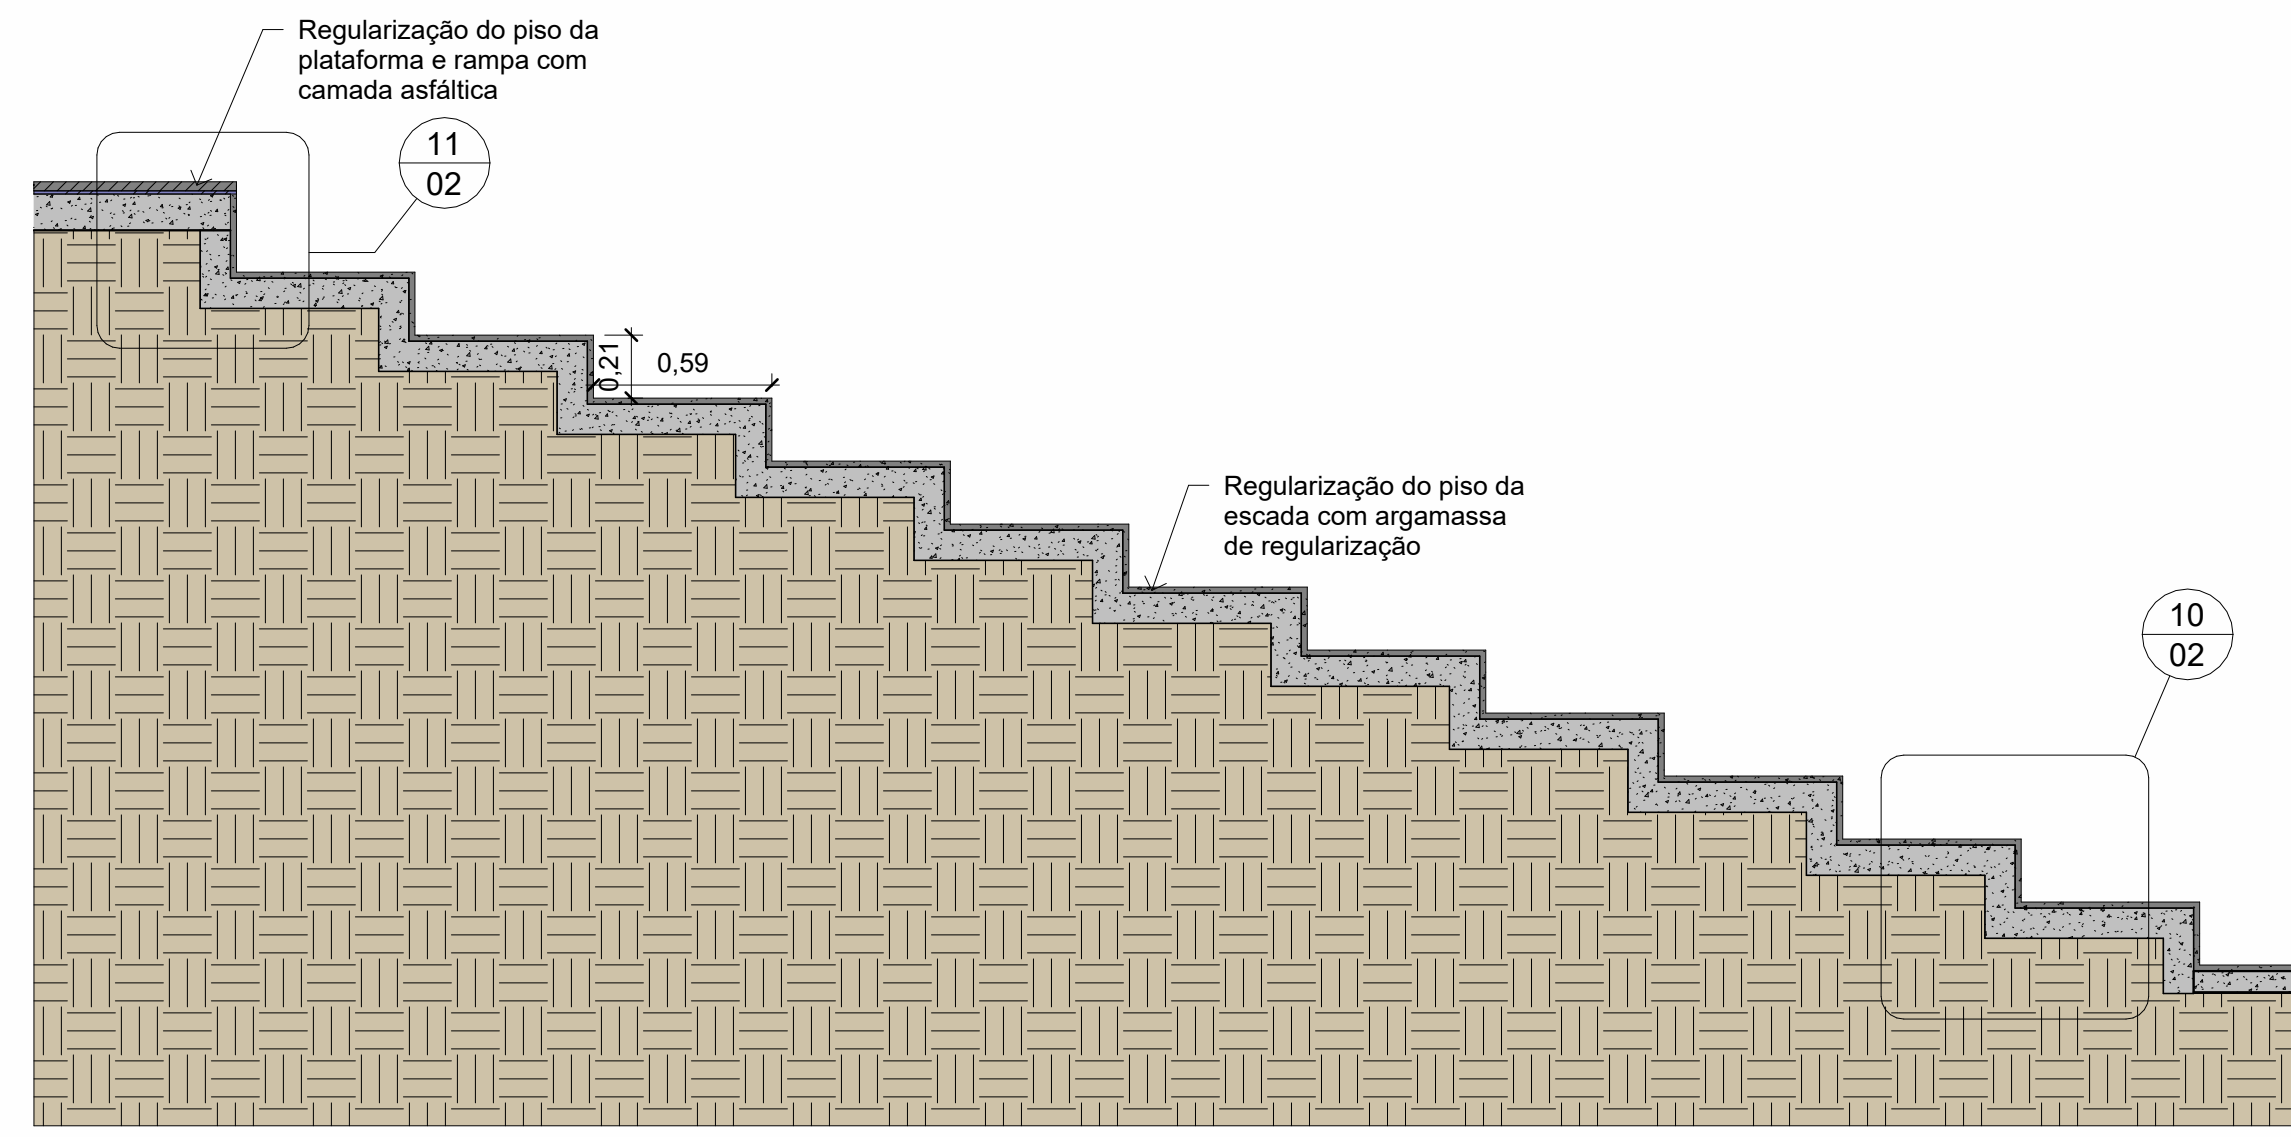 Regularização do piso da
plataforma e rampa com
camada asfáltica
11
02
0,21
0,59
Regularização do piso da
escada com argamassa
de regularização
10
02